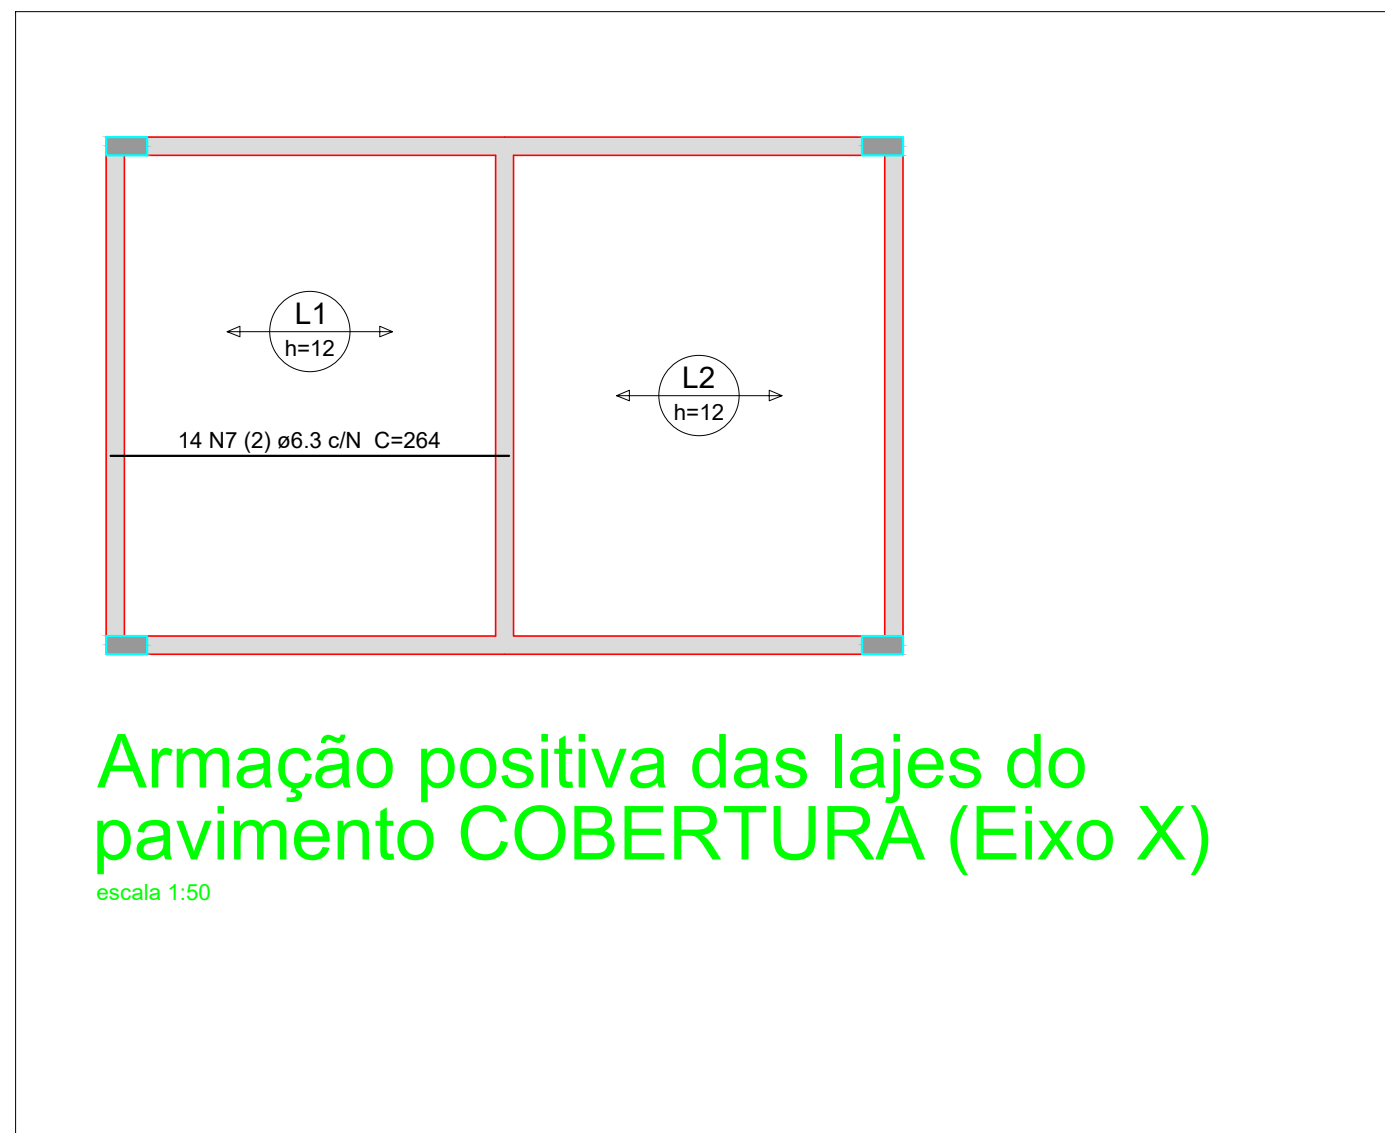 L1
h=12
L2
h=12
14 N7 (2) ø6.3 c/N C=264
Armação positiva das lajes do
pavimento COBERTURA (Eixo X)
escala 1:50